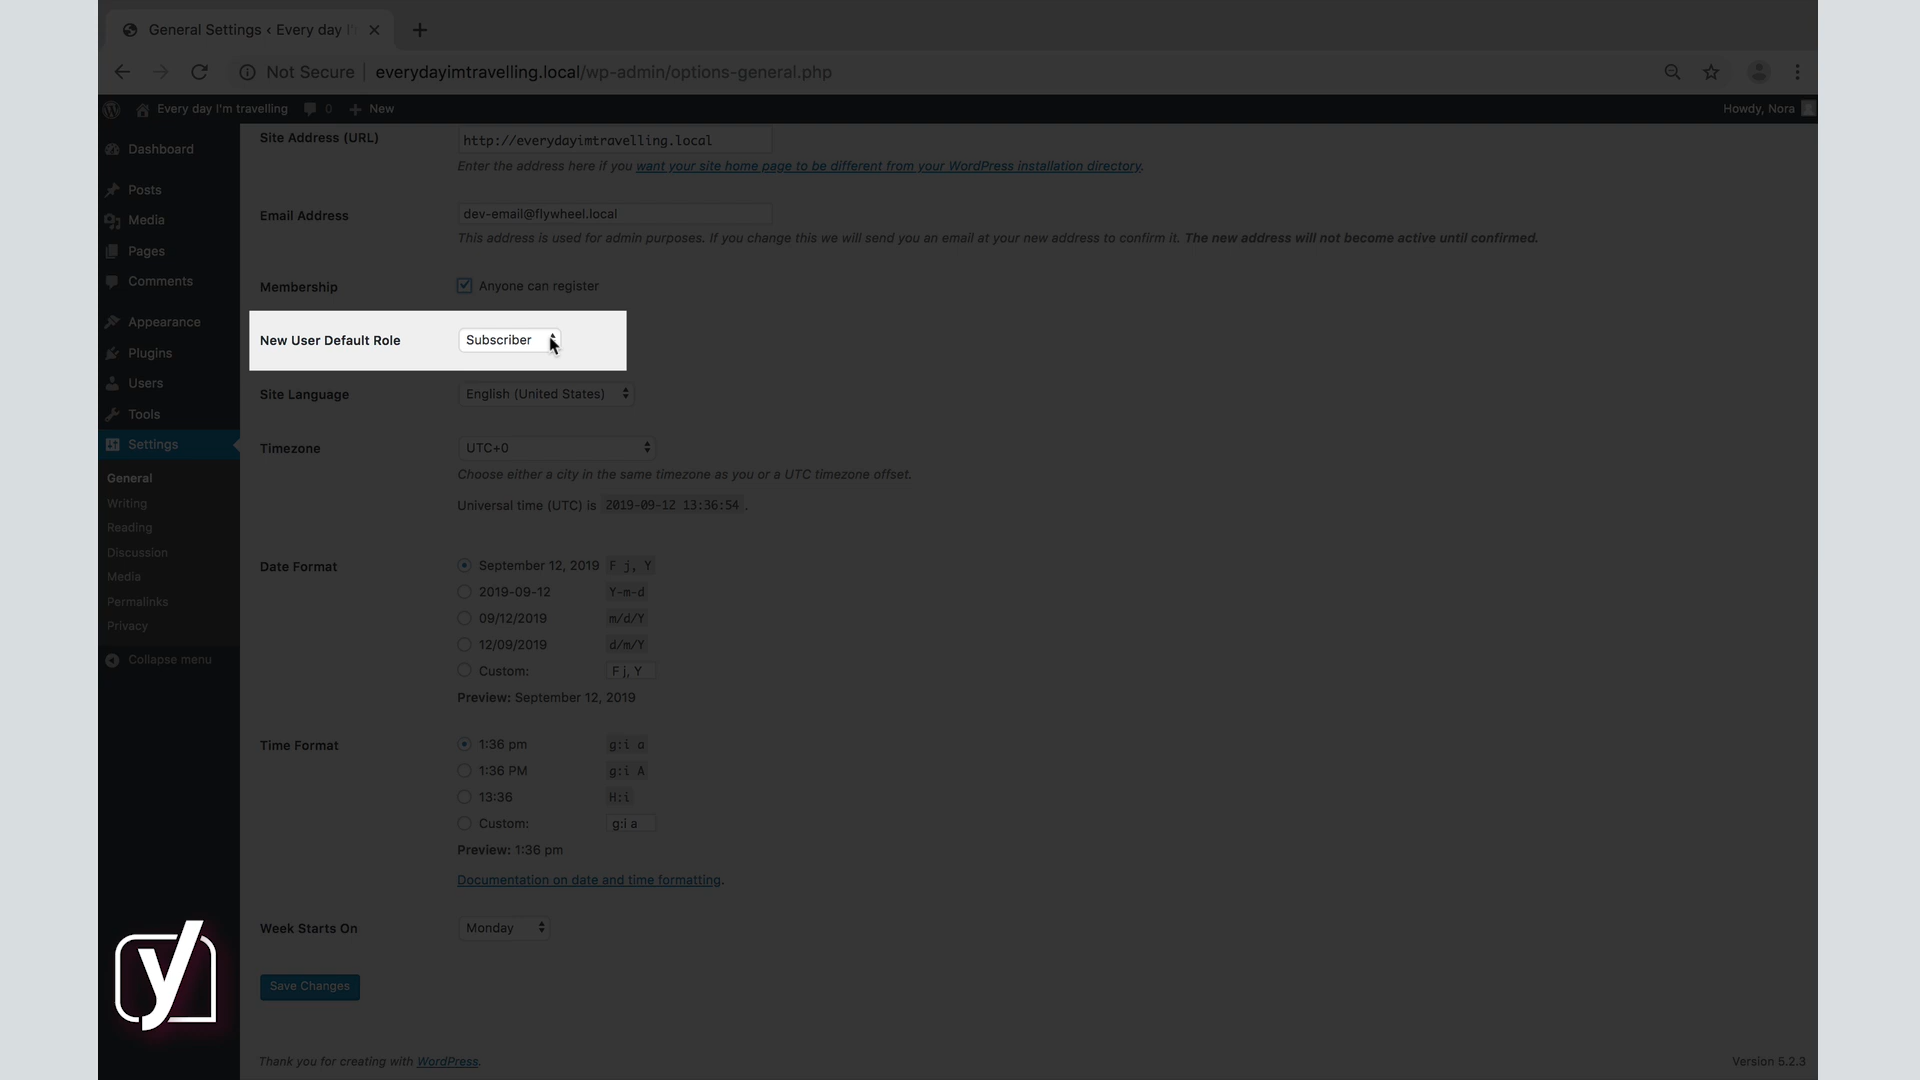 General Settings ‹ Every day I'
Not Secure | everydayimtravelling.local/wp-admin/options-general.php
Every day I'm travelling 0 + New Howdy, Nora
Dashboard
Posts
Media
Pages
Comments
Appearance
Plugins
Users
Tools
Settings
General
Writing
Reading
Discussion
Media
Permalinks
Privacy
Collapse menu
Site Address (URL) http://everydayimtravelling.local
Enter the address here if you want your site home page to be different from your WordPress installation directory.
Email Address dev-email@flywheel.local
This address is used for admin purposes. If you change this we will send you an email at your new address to confirm it. The new address will not become active until confirmed.
Membership Anyone can register
New User Default Role Subscriber
Site Language English (United States)
Timezone UTC+0
Choose either a city in the same timezone as you or a UTC timezone offset.
Universal time (UTC) is 2019-09-12 13:36:54 .
Date Format September 12, 2019 F j, Y
2019-09-12 Y-m-d
09/12/2019 m/d/Y
12/09/2019 d/m/Y
Custom: F j, Y
Preview: September 12, 2019
Time Format 1:36 pm g:i a
1:36 PM g:i A
13:36 H:i
Custom: g:i a
Preview: 1:36 pm
Documentation on date and time formatting.
Week Starts On Monday
Save Changes
y
Thank you for creating with WordPress. Version 5.2.3